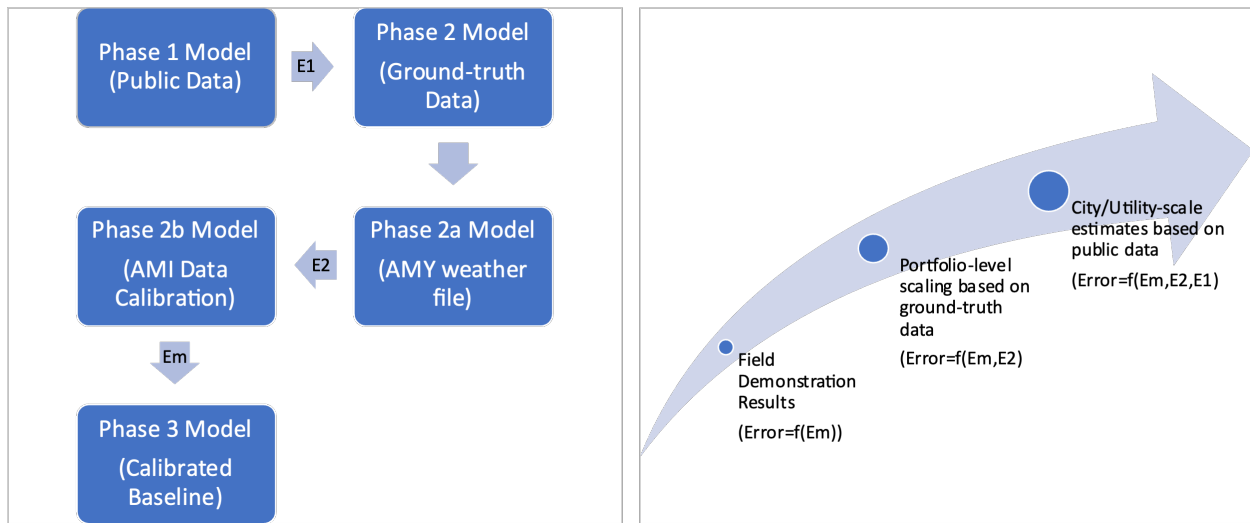 Phase 1 Model
(Public Data)
E1
Phase 2 Model
(Ground-truth
Data)
Phase 2b Model
(AMI Data
Calibration)
E2
Phase 2a Model
(AMY weather
file)
Em
Phase 3 Model
(Calibrated
Baseline)
Field
Demonstration
Results
(Error=f(Em))
Portfolio-level
scaling based on
ground-truth
data
(Error=f(Em,E2)
City/Utility-scale
estimates based on
public data
(Error=f(Em,E2,E1)